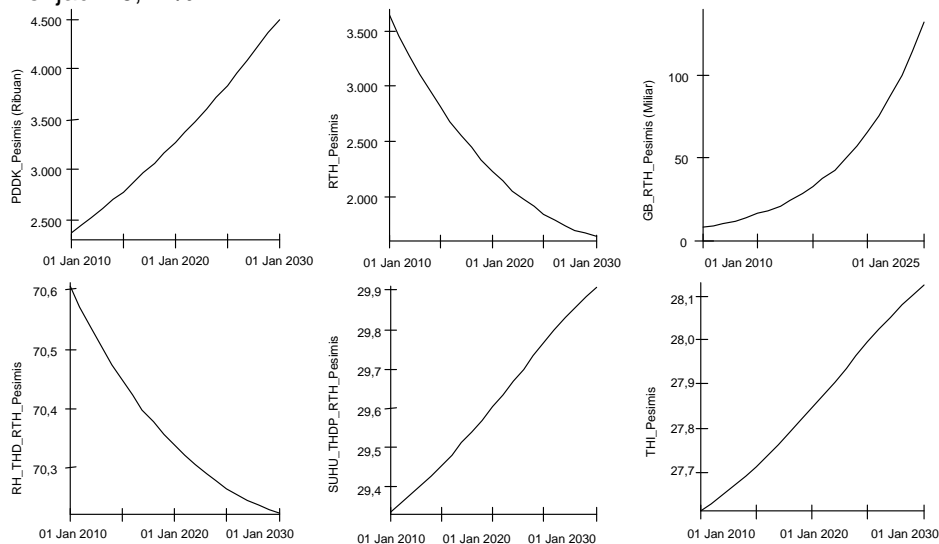 4.500
4.000
3.500
3.000
2.500
PDDK_Pesimis (Ribuan)
01 Jan 2010 01 Jan 2020 01 Jan 2030
3.500
3.000
2.500
2.000
RTH_Pesimis
01 Jan 2010 01 Jan 2020 01 Jan 2030
100
50
0
GB_RTH_Pesimis (Miliar)
01 Jan 2010 01 Jan 2025
70,6
70,5
70,4
70,3
RH_THD_RTH_Pesimis
01 Jan 2010 01 Jan 2020 01 Jan 2030
29,9
29,8
29,7
29,6
29,5
29,4
SUHU_THDP_RTH_Pesimis
01 Jan 2010 01 Jan 2020 01 Jan 2030
28,1
28,0
27,9
27,8
27,7
THI_Pesimis
01 Jan 2010 01 Jan 2020 01 Jan 2030